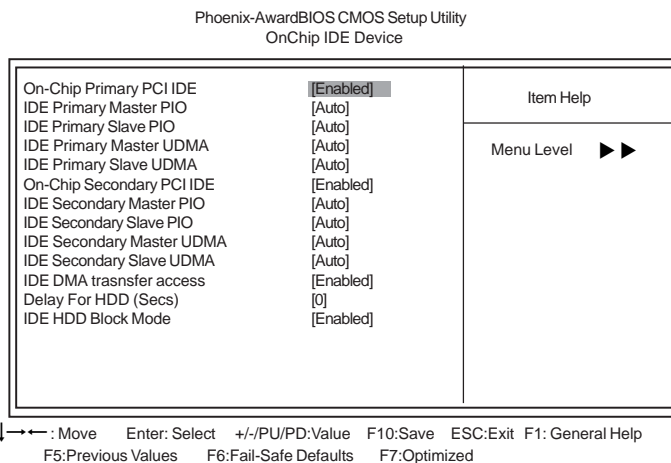 Phoenix-AwardBIOS CMOS Setup Utility
OnChip IDE Device
On-Chip Primary PCI IDE [Enabled]
IDE Primary Master PIO [Auto]
IDE Primary Slave PIO [Auto]
IDE Primary Master UDMA [Auto]
IDE Primary Slave UDMA [Auto]
On-Chip Secondary PCI IDE [Enabled]
IDE Secondary Master PIO [Auto]
IDE Secondary Slave PIO [Auto]
IDE Secondary Master UDMA [Auto]
IDE Secondary Slave UDMA [Auto]
IDE DMA trasnsfer access [Enabled]
Delay For HDD (Secs) [0]
IDE HDD Block Mode [Enabled]
Item Help
Menu Level ▶▶
↓→←: Move Enter: Select +/-/PU/PD:Value F10:Save ESC:Exit F1: General Help
F5:Previous Values F6:Fail-Safe Defaults F7:Optimized